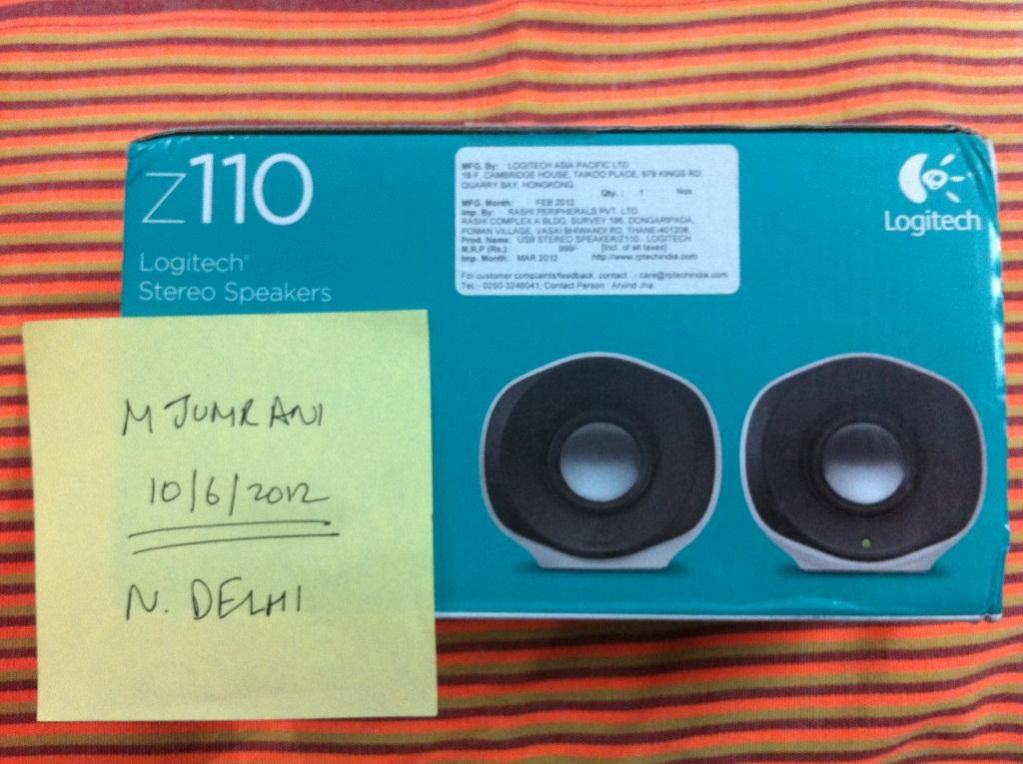 z110
Logitech
Stereo Speakers
MFG. By: LOGITECH ASIA PACIFIC LTD
18-F, CAMBRIDGE HOUSE, TAIKOO PLACE, 979 KINGS RD,
QUARRY BAY, HONGKONG.
Qty. : 1 Nos
MFG. Month: FEB 2012
Imp. By: RASHI PERIPHERALS PVT. LTD
RASHI COMPLEX A BLDG, SURVEY 186, DONGARIPADA,
POMAN VILLAGE, VASAI BHIWANDI RD, THANE-401208.
Prod. Name: USB STEREO SPEAKER/Z110 - LOGITECH
M.R.P (Rs.): 999/- [Incl. of all taxes]
Imp. Month: MAR 2012 http://www.rptechindia.com
For customer complaints/feedback contact :- care@rptechindia.com
Tel.:- 0250-3246041, Contact Person : Arvind Jha.
Logitech
M JUMRANI
10/6/2012
N. DELHI